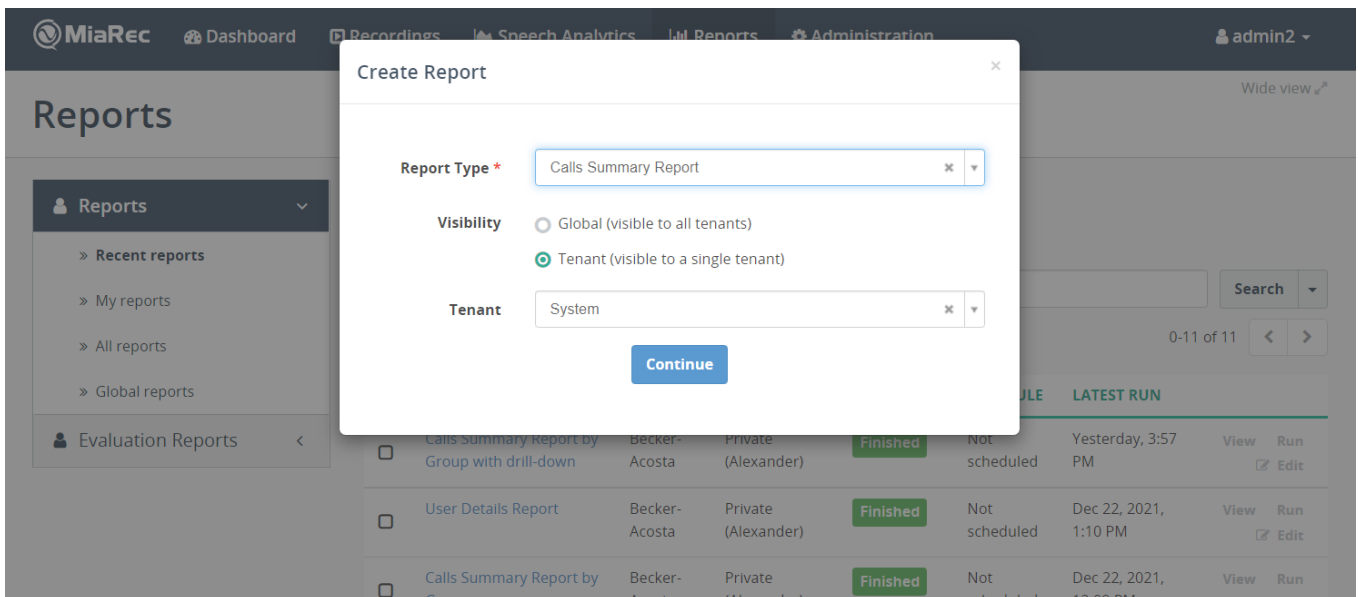 MiaRec Dashboard Recordings Speech Analytics Reports Administration admin2
Create Report ×
Wide view
Reports
Report Type * Calls Summary Report
Reports
Visibility Global (visible to all tenants)
Recent reports
Tenant (visible to a single tenant)
Search
My reports
Tenant System
All reports
0-11 of 11
Continue
Global reports
LATEST RUN
Evaluation Reports
Calls Summary Report by Becker- Private Finished Not Yesterday, 3:57 View Run
Group with drill-down Acosta (Alexander) scheduled PM Edit
User Details Report Becker- Private Finished Not Dec 22, 2021, View Run
Acosta (Alexander) scheduled 1:10 PM Edit
Calls Summary Report by Becker- Private Finished Not Dec 22, 2021, View Run